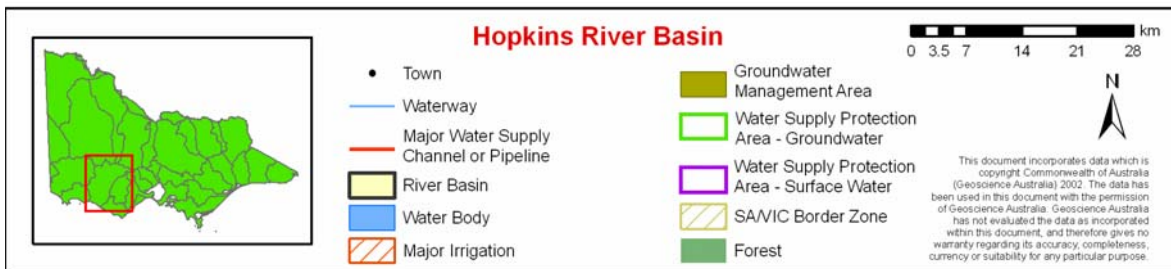 Hopkins River Basin
Town
Waterway
Major Water Supply
Channel or Pipeline
River Basin
Water Body
Major Irrigation
Groundwater
Management Area
Water Supply Protection
Area - Groundwater
Water Supply Protection
Area - Surface Water
SA/VIC Border Zone
Forest
km
0 3.5 7 14 21 28
N
This document incorporates data which is
copyright Commonwealth of Australia
(Geoscience Australia) 2002. The data has
been used in this document with the permission
of Geoscience Australia. Geoscience Australia
has not evaluated the data as incorporated
within this document, and therefore gives no
warranty regarding its accuracy, completeness,
currency or suitability for any particular purpose.